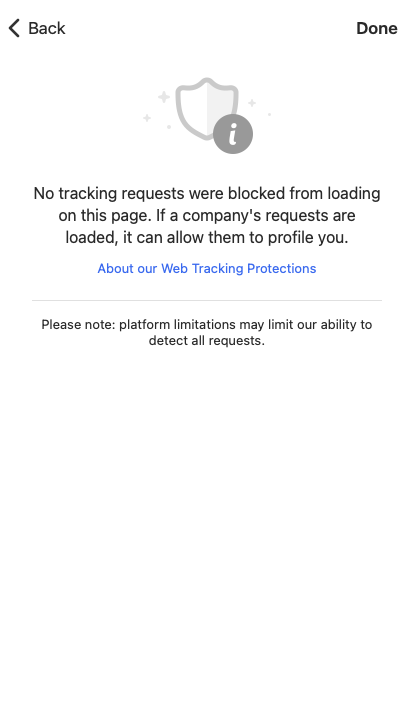 Back
Done
No tracking requests were blocked from loading
on this page. If a company's requests are
loaded, it can allow them to profile you.
About our Web Tracking Protections
Please note: platform limitations may limit our ability to
detect all requests.